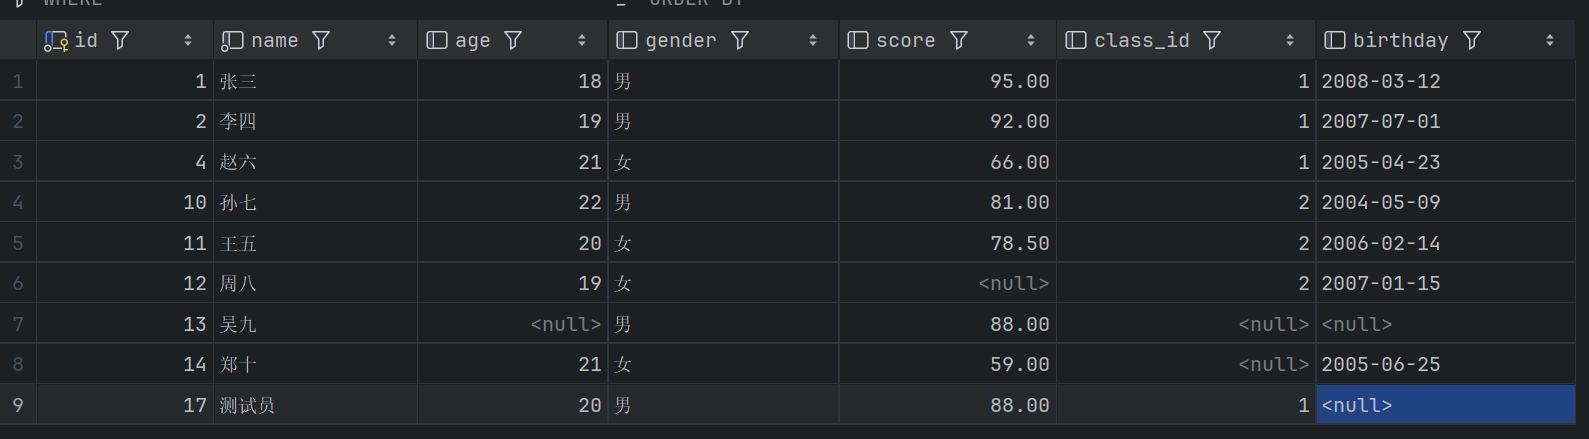 WHERE ORDER BY
id name age gender score class_id birthday
1 1 张三 18 男 95.00 1 2008-03-12
2 2 李四 19 男 92.00 1 2007-07-01
3 4 赵六 21 女 66.00 1 2005-04-23
4 10 孙七 22 男 81.00 2 2004-05-09
5 11 王五 20 女 78.50 2 2006-02-14
6 12 周八 19 女 <null> 2 2007-01-15
7 13 吴九 <null> 男 88.00 <null> <null>
8 14 郑十 21 女 59.00 <null> 2005-06-25
9 17 测试员 20 男 88.00 1 <null>